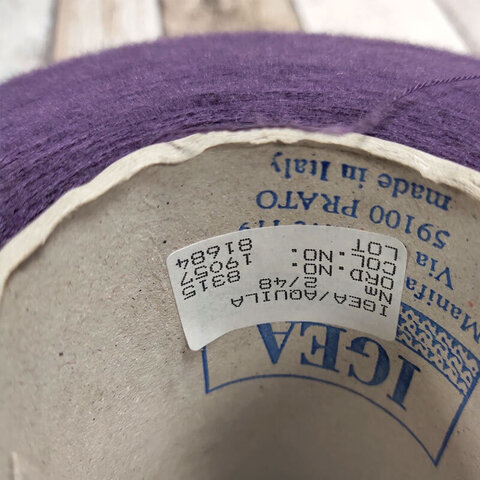 IGEA
IGEA/AQUILA
NM 2/48
ORD:NO: 8315
COL:NO: 19057
LOT 81684
Via
59100 PRATO
made in Italy